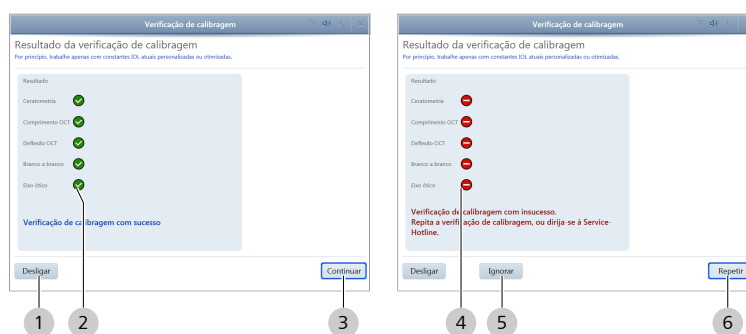 Verificação de calibragem
Resultado da verificação de calibragem
Por princípio, trabalhe apenas com constantes IOL atuais personalizadas ou otimizadas.
Resultado
Ceratometria
Comprimento OCT
Deflexão OCT
Branco a branco
Eixo ótico
Verificação de calibragem com sucesso
Desligar
Continuar
1
2
3
Verificação de calibragem
Resultado da verificação de calibragem
Por princípio, trabalhe apenas com constantes IOL atuais personalizadas ou otimizadas.
Resultado
Ceratometria
Comprimento OCT
Deflexão OCT
Branco a branco
Eixo ótico
Verificação de calibragem com insucesso.
Repita a verificação de calibragem, ou dirija-se à Service-
Hotline.
Desligar
Ignorar
Repetir
4
5
6